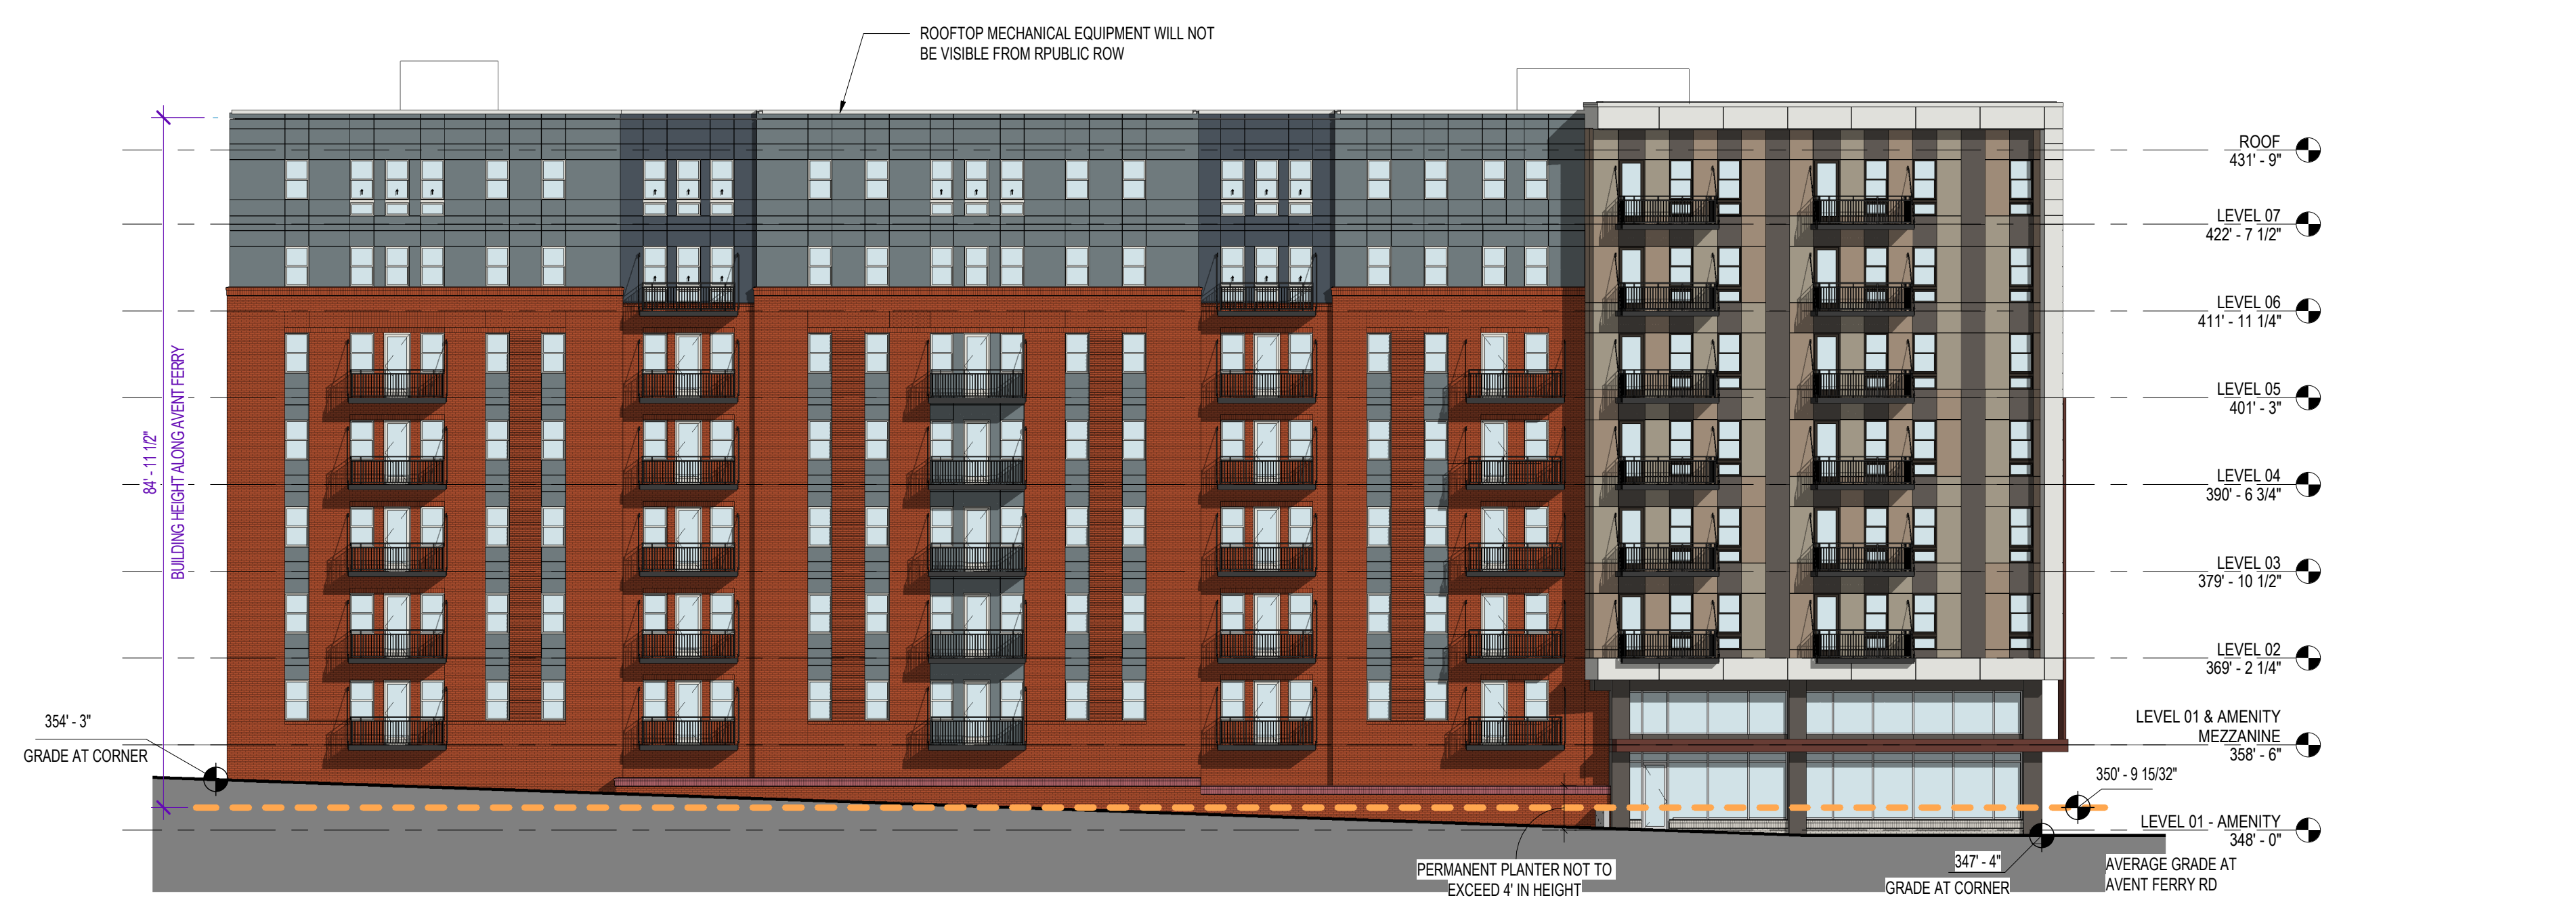 ROOFTOP MECHANICAL EQUIPMENT WILL NOT
BE VISIBLE FROM RPUBLIC ROW
ROOF
431' - 9"
LEVEL 07
422' - 7 1/2"
LEVEL 06
411' - 11 1/4"
LEVEL 05
401' - 3"
LEVEL 04
390' - 6 3/4"
LEVEL 03
379' - 10 1/2"
LEVEL 02
369' - 2 1/4"
LEVEL 01 & AMENITY
MEZZANINE
358' - 6"
350' - 9 15/32"
LEVEL 01 - AMENITY
348' - 0"
AVERAGE GRADE AT
AVENT FERRY RD
84' - 11 1/2"
BUILDING HEIGHT ALONG AVENT FERRY
354' - 3"
GRADE AT CORNER
PERMANENT PLANTER NOT TO
EXCEED 4' IN HEIGHT
347' - 4"
GRADE AT CORNER